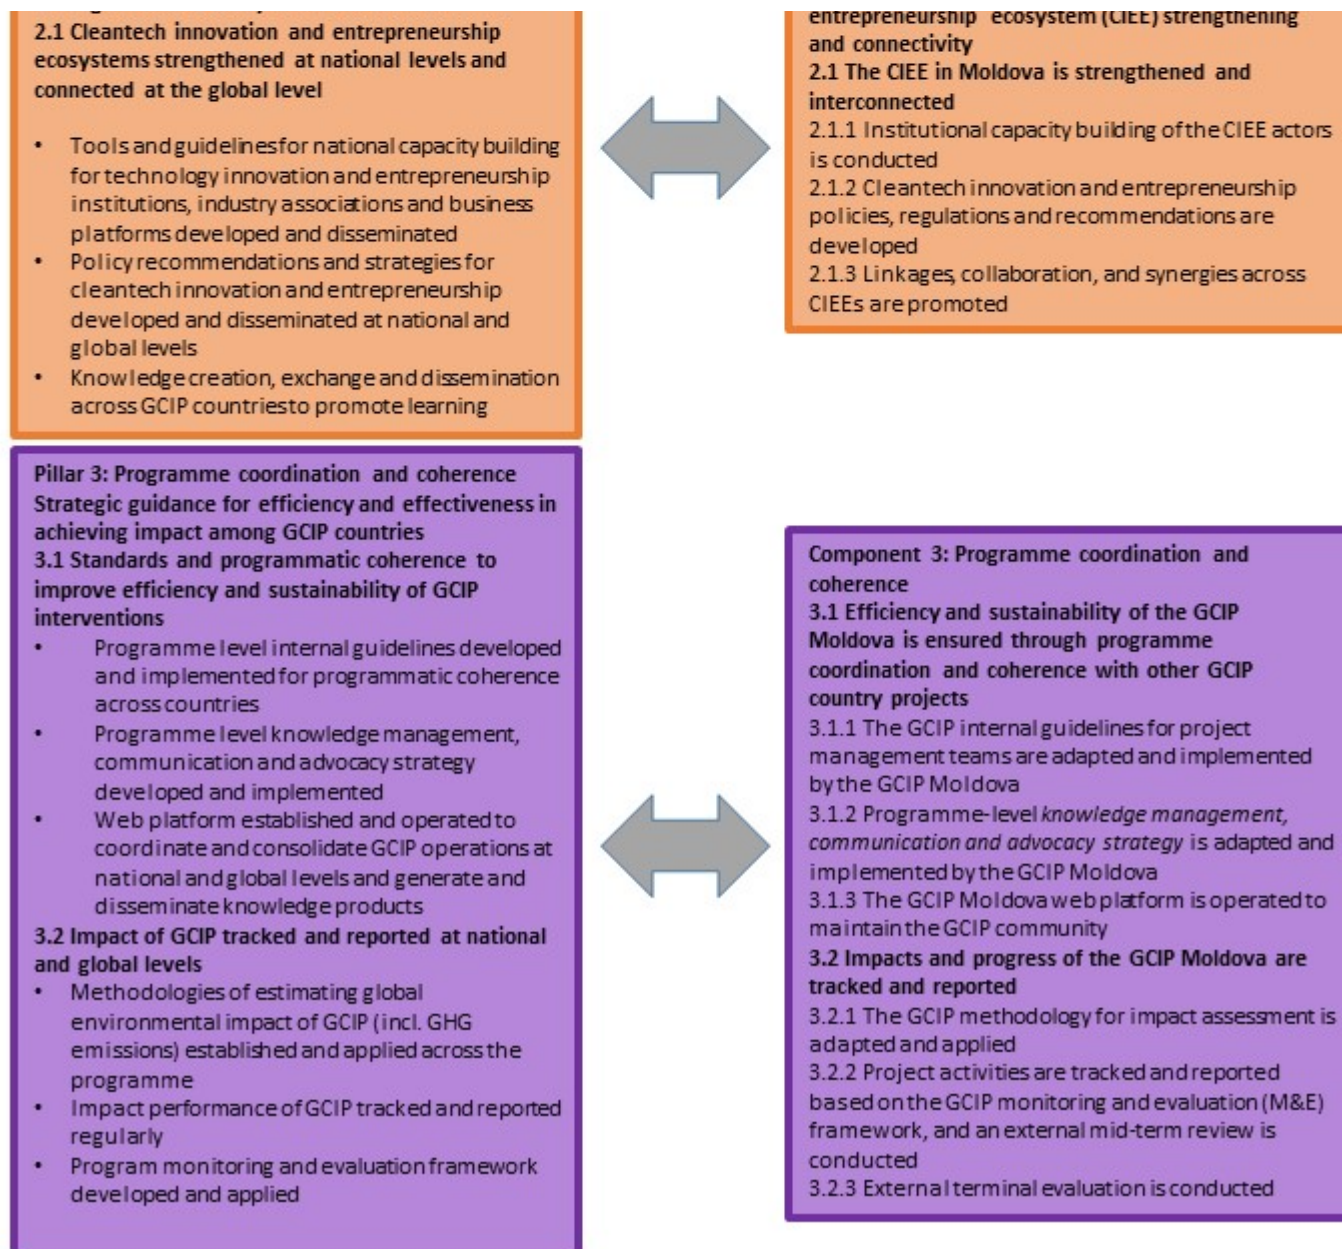 2.1 Cleantech innovation and entrepreneurship
ecosystems strengthened at national levels and
connected at the global level
• Tools and guidelines for national capacity building
for technology innovation and entrepreneurship
institutions, industry associations and business
platforms developed and disseminated
• Policy recommendations and strategies for
cleantech innovation and entrepreneurship
developed and disseminated at national and
global levels
• Knowledge creation, exchange and dissemination
across GCIP countries to promote learning
entrepreneurship ecosystem (CIEE) strengthening
and connectivity
2.1 The CIEE in Moldova is strengthened and
interconnected
2.1.1 Institutional capacity building of the CIEE actors
is conducted
2.1.2 Cleantech innovation and entrepreneurship
policies, regulations and recommendations are
developed
2.1.3 Linkages, collaboration, and synergies across
CIEEs are promoted
Pillar 3: Programme coordination and coherence
Strategic guidance for efficiency and effectiveness in
achieving impact among GCIP countries
3.1 Standards and programmatic coherence to
improve efficiency and sustainability of GCIP
interventions
• Programme level internal guidelines developed
and implemented for programmatic coherence
across countries
• Programme level knowledge management,
communication and advocacy strategy
developed and implemented
• Web platform established and operated to
coordinate and consolidate GCIP operations at
national and global levels and generate and
disseminate knowledge products
3.2 Impact of GCIP tracked and reported at national
and global levels
• Methodologies of estimating global
environmental impact of GCIP (incl. GHG
emissions) established and applied across the
programme
• Impact performance of GCIP tracked and reported
regularly
• Program monitoring and evaluation framework
developed and applied
Component 3: Programme coordination and
coherence
3.1 Efficiency and sustainability of the GCIP
Moldova is ensured through programme
coordination and coherence with other GCIP
country projects
3.1.1 The GCIP internal guidelines for project
management teams are adapted and implemented
by the GCIP Moldova
3.1.2 Programme-level knowledge management,
communication and advocacy strategy is adapted and
implemented by the GCIP Moldova
3.1.3 The GCIP Moldova web platform is operated to
maintain the GCIP community
3.2 Impacts and progress of the GCIP Moldova are
tracked and reported
3.2.1 The GCIP methodology for impact assessment is
adapted and applied
3.2.2 Project activities are tracked and reported
based on the GCIP monitoring and evaluation (M&E)
framework, and an external mid-term review is
conducted
3.2.3 External terminal evaluation is conducted